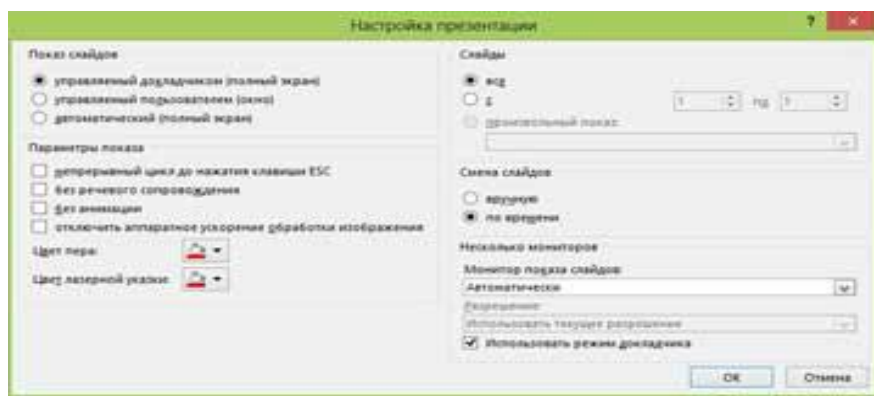 Настройка презентации
?
Показ слайдов
управляемый докладчиком (полный экран)
управляемый пользователем (окно)
автоматический (полный экран)
Параметры показа
непрерывный цикл до нажатия клавиши ESC
без речевого сопровождения
без анимации
отключить аппаратное ускорение обработки изображения
Цвет пера:
Цвет лазерной указки:
Слайды
все
с 1 по
произвольный показ:
Смена слайдов
вручную
по времени
Несколько мониторов
Монитор показа слайдов:
Автоматически
Разрешение:
Использовать текущее разрешение
Использовать режим докладчика
ОК Отмена